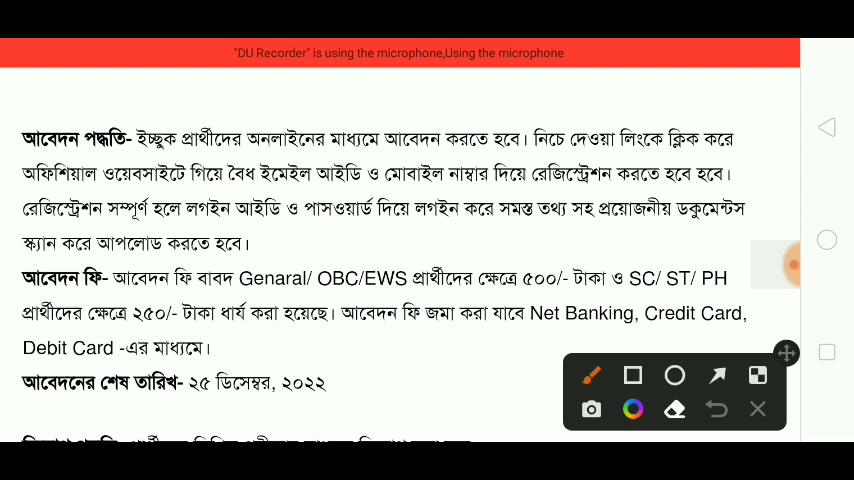 "DU Recorder" is using the microphone,Using the microphone
আবেদন পদ্ধতি- ইচ্ছুক প্রার্থীদের অনলাইনের মাধ্যমে আবেদন করতে হবে। নিচে দেওয়া লিংকে ক্লিক করে
অফিশিয়াল ওয়েবসাইটে গিয়ে বৈধ ইমেইল আইডি ও মোবাইল নাম্বার দিয়ে রেজিস্ট্রেশন করতে হবে হবে।
রেজিস্ট্রেশন সম্পূর্ণ হলে লগইন আইডি ও পাসওয়ার্ড দিয়ে লগইন করে সমস্ত তথ্য সহ প্রয়োজনীয় ডকুমেন্টস
স্ক্যান করে আপলোড করতে হবে।
আবেদন ফি- আবেদন ফি বাবদ Genaral/ OBC/EWS প্রার্থীদের ক্ষেত্রে ৫০০/- টাকা ও SC/ ST/ PH
প্রার্থীদের ক্ষেত্রে ২৫০/- টাকা ধার্য করা হয়েছে। আবেদন ফি জমা করা যাবে Net Banking, Credit Card,
Debit Card -এর মাধ্যমে।
আবেদনের শেষ তারিখ- ২৫ ডিসেম্বর, ২০২২